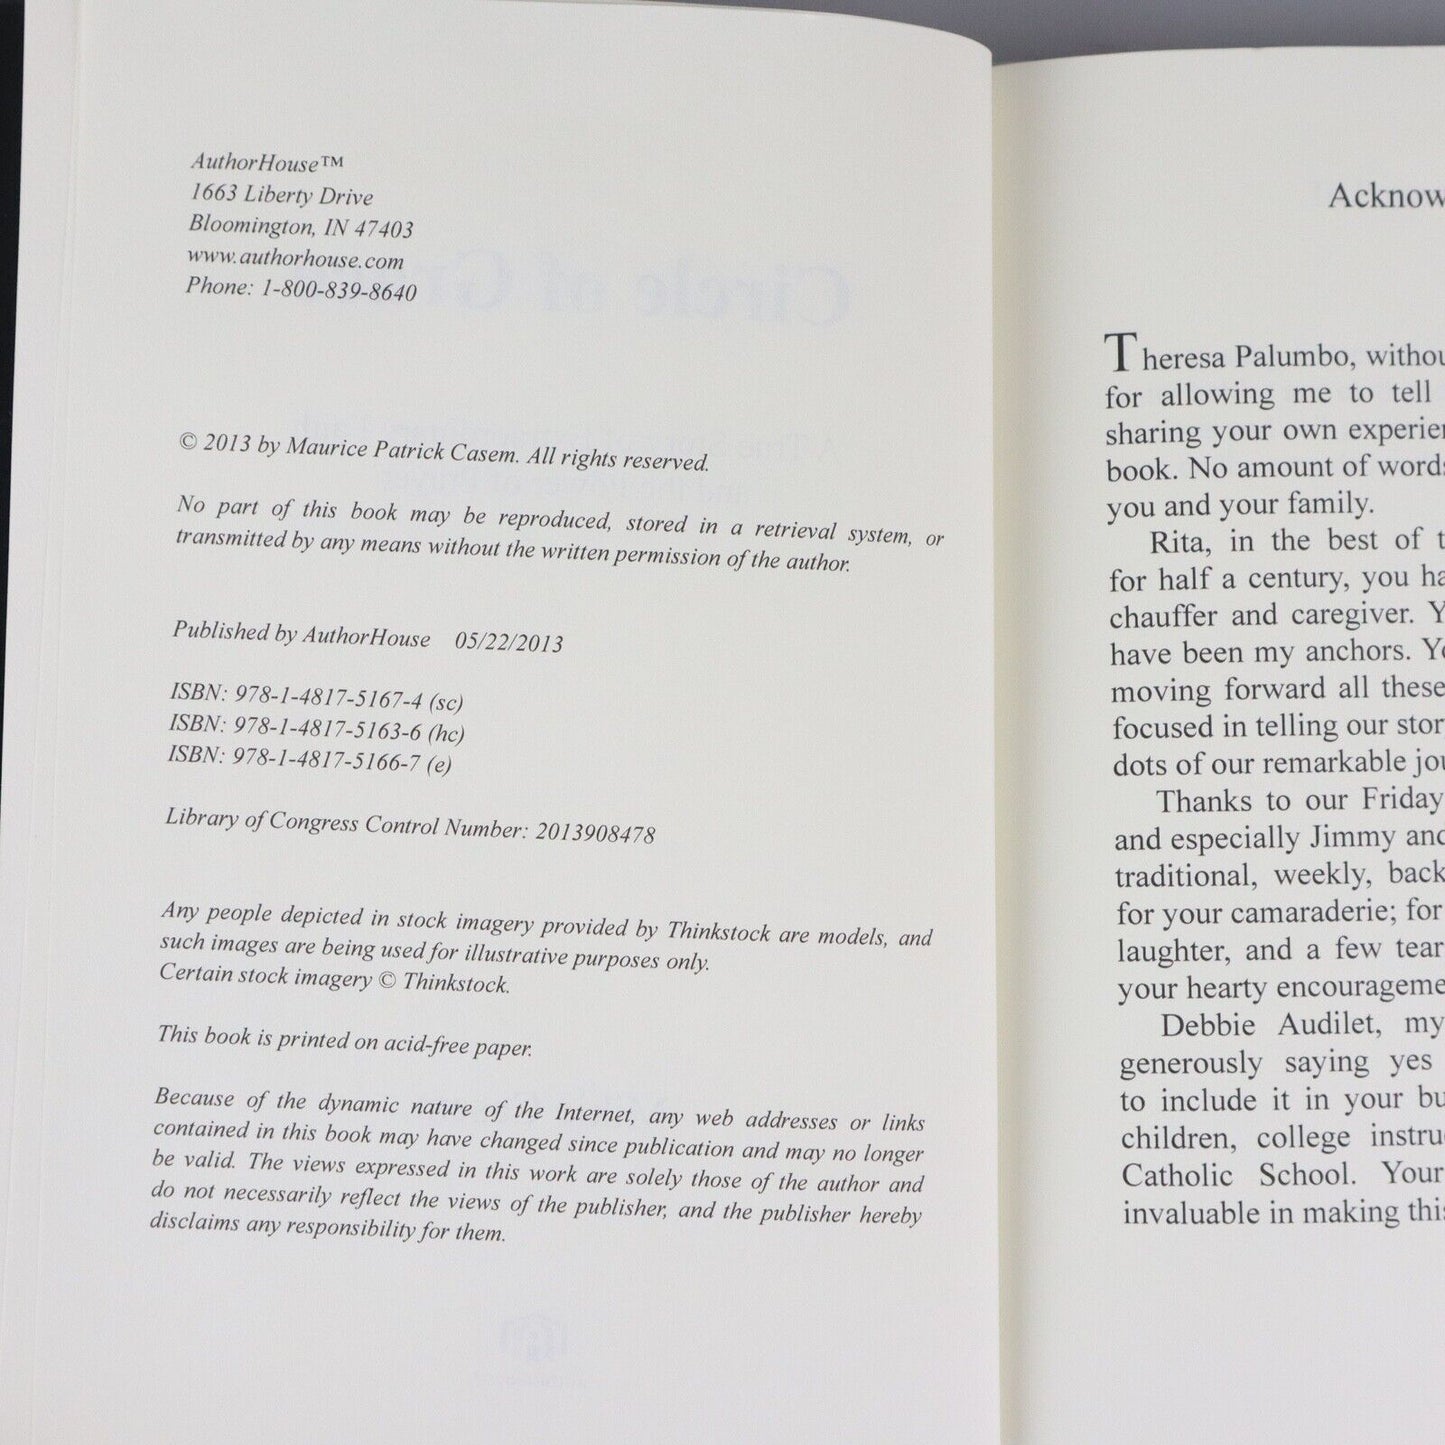 AuthorHouse™
1663 Liberty Drive
Bloomington, IN 47403
www.authorhouse.com
Phone: 1-800-839-8640
© 2013 by Maurice Patrick Casem. All rights reserved.
No part of this book may be reproduced, stored in a retrieval system, or
transmitted by any means without the written permission of the author.
Published by AuthorHouse 05/22/2013
ISBN: 978-1-4817-5167-4 (sc)
ISBN: 978-1-4817-5163-6 (hc)
ISBN: 978-1-4817-5166-7 (e)
Library of Congress Control Number: 2013908478
Any people depicted in stock imagery provided by Thinkstock are models, and
such images are being used for illustrative purposes only.
Certain stock imagery © Thinkstock.
This book is printed on acid-free paper.
Because of the dynamic nature of the Internet, any web addresses or links
contained in this book may have changed since publication and may no longer
be valid. The views expressed in this work are solely those of the author and
do not necessarily reflect the views of the publisher, and the publisher hereby
disclaims any responsibility for them.
Acknow
Theresa Palumbo, withou
for allowing me to tell
sharing your own experien
book. No amount of words
you and your family.
Rita, in the best of t
for half a century, you ha
chauffer and caregiver. Y
have been my anchors. Yo
moving forward all these
focused in telling our stor
dots of our remarkable jou
Thanks to our Friday
and especially Jimmy and
traditional, weekly, back
for your camaraderie; for
laughter, and a few tear
your hearty encourageme
Debbie Audilet, my
generously saying yes
to include it in your bu
children, college instru
Catholic School. Your
invaluable in making this